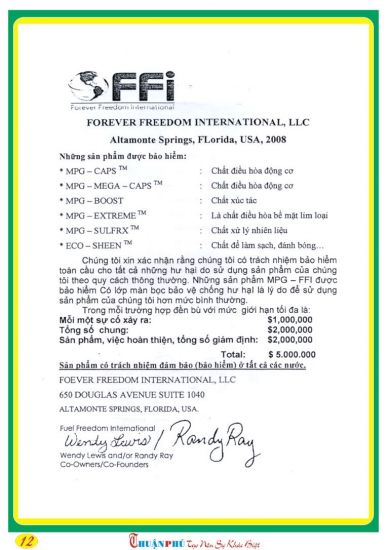 FFi
Forever Freedom International
FOREVER FREEDOM INTERNATIONAL, LLC
Altamonte Springs, FLorida, USA, 2008
Những sản phẩm được bảo hiểm:
* MPG – CAPS ™ : Chất điều hòa động cơ
* MPG – MEGA – CAPS ™ : Chất điều hòa động cơ
* MPG – BOOST : Chất xúc tác
* MPG – EXTREME ™ : Là chất điều hòa bề mặt lim loại
* MPG – SULFRX ™ : Chất xử lý nhiên liệu
* ECO – SHEEN ™ : Chất để làm sạch, đánh bóng…
Chúng tôi xin xác nhận rằng chúng tôi có trách nhiệm bảo hiểm
toàn cầu cho tất cả những hư hại do sử dụng sản phẩm của chúng
tôi theo quy cách thông thường. Những sản phẩm MPG – FFI được
bảo hiểm Có lớp màn bọc bảo vệ chống hư hại là lý do để sử dụng
sản phẩm của chúng tôi hơn mức bình thường.
Trong mỗi trường hợp đền bù với mức giới hạn tối đa là:
Mỗi một sự cố xảy ra: $1,000,000
Tổng số chung: $2,000,000
Sản phẩm, việc hoàn thiện, tổng số giám định: $2,000,000
Total: $ 5.000.000
Sản phẩm có trách nhiệm đảm bảo (bảo hiểm) ở tất cả các nước.
FOEVER FREEDOM INTERNATIONAL, LLC
650 DOUGLAS AVENUE SUITE 1040
ALTAMONTE SPRINGS, FLORIDA, USA.
Fuel Freedom International
Wendy Lewis / Randy Ray
Wendy Lewis and/or Randy Ray
Co-Owners/Co-Founders
12
THUẬN PHÚ Tạo Nên Sự Khác Biệt